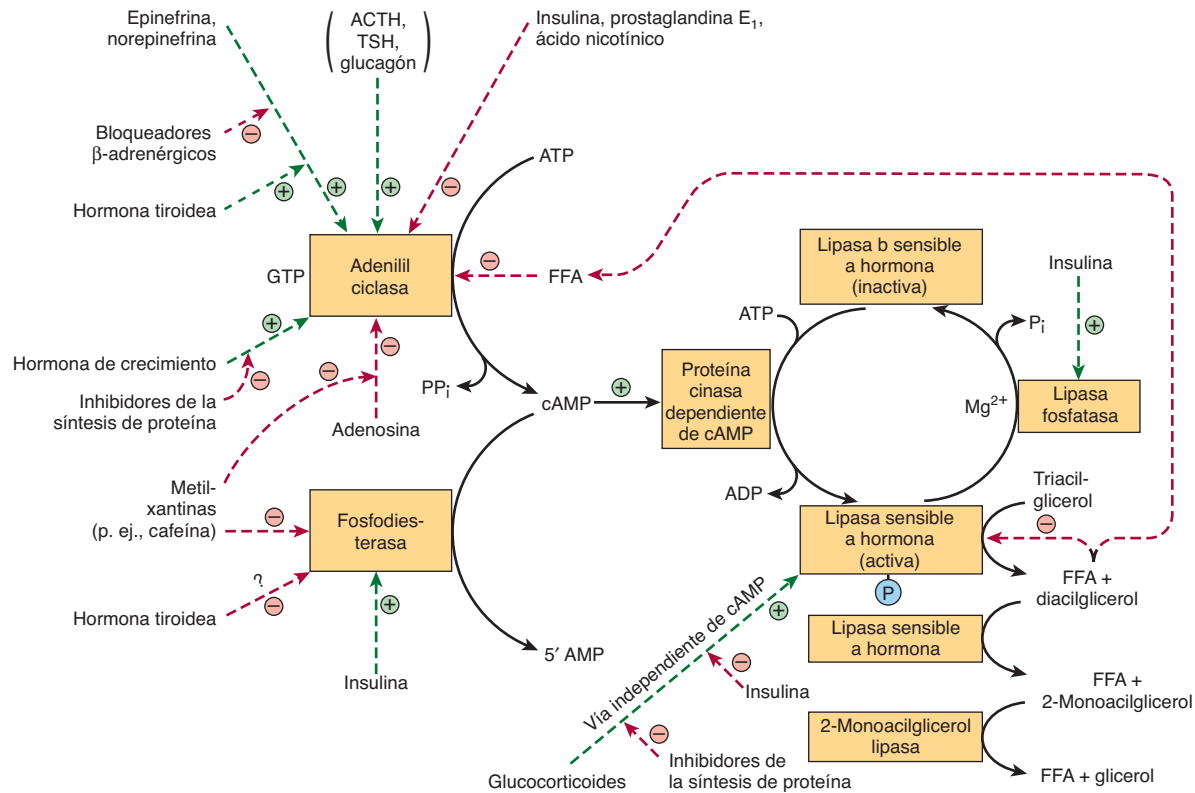 Epinefrina,
norepinefrina
ACTH,
TSH,
glucagón
Insulina, prostaglandina E₁,
ácido nicotínico
Bloqueadores
β-adrenérgicos
−
Hormona tiroidea
+
+
+
−
ATP
GTP
Adenilil
ciclasa
−
FFA
Hormona de crecimiento
+
−
Inhibidores de la
síntesis de proteína
−
−
Adenosina
PPi
cAMP
+
Proteína
cinasa
dependiente
de cAMP
ATP
ADP
Lipasa b sensible
a hormona
(inactiva)
Insulina
+
Pi
Mg²⁺
Lipasa
fosfatasa
Metil-
xantinas
(p. ej., cafeína)
−
Fosfodies-
terasa
?
−
Hormona tiroidea
+
Insulina
5′ AMP
Lipasa sensible
a hormona
(activa)
P
Triacil-
glicerol
−
FFA +
diacilglicerol
Lipasa sensible
a hormona
FFA +
2-Monoacilglicerol
2-Monoacilglicerol
lipasa
FFA + glicerol
Vía independiente de cAMP
+
−
Insulina
−
Inhibidores de
la síntesis de proteína
Glucocorticoides